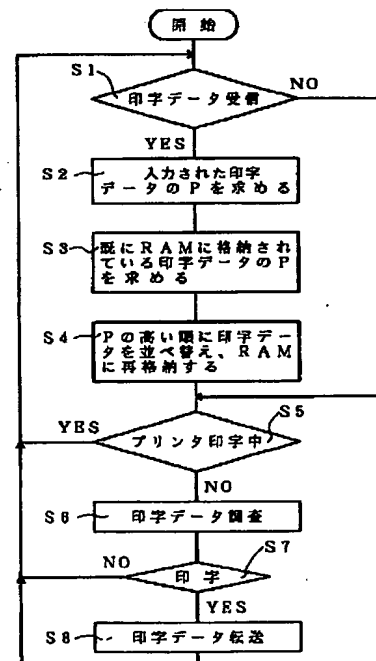 開始
S1
印字データ受信
NO
YES
S2
入力された印字
データのPを求める
S3
既にRAMに格納され
ている印字データのP
を求める
S4
Pの高い順に印字デー
タを並べ替え、RAM
に再格納する
S5
YES
プリンタ印字中
NO
S6
印字データ調査
S7
NO
印字
YES
S8
印字データ転送